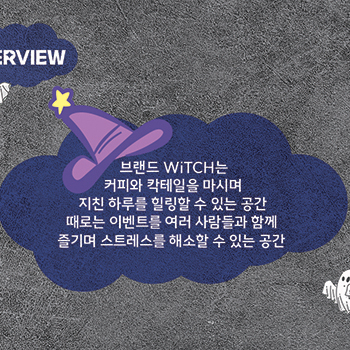 ERVIEW
브랜드 WiTCH는
커피와 칵테일을 마시며
지친 하루를 힐링할 수 있는 공간
때로는 이벤트를 여러 사람들과 함께
즐기며 스트레스를 해소할 수 있는 공간